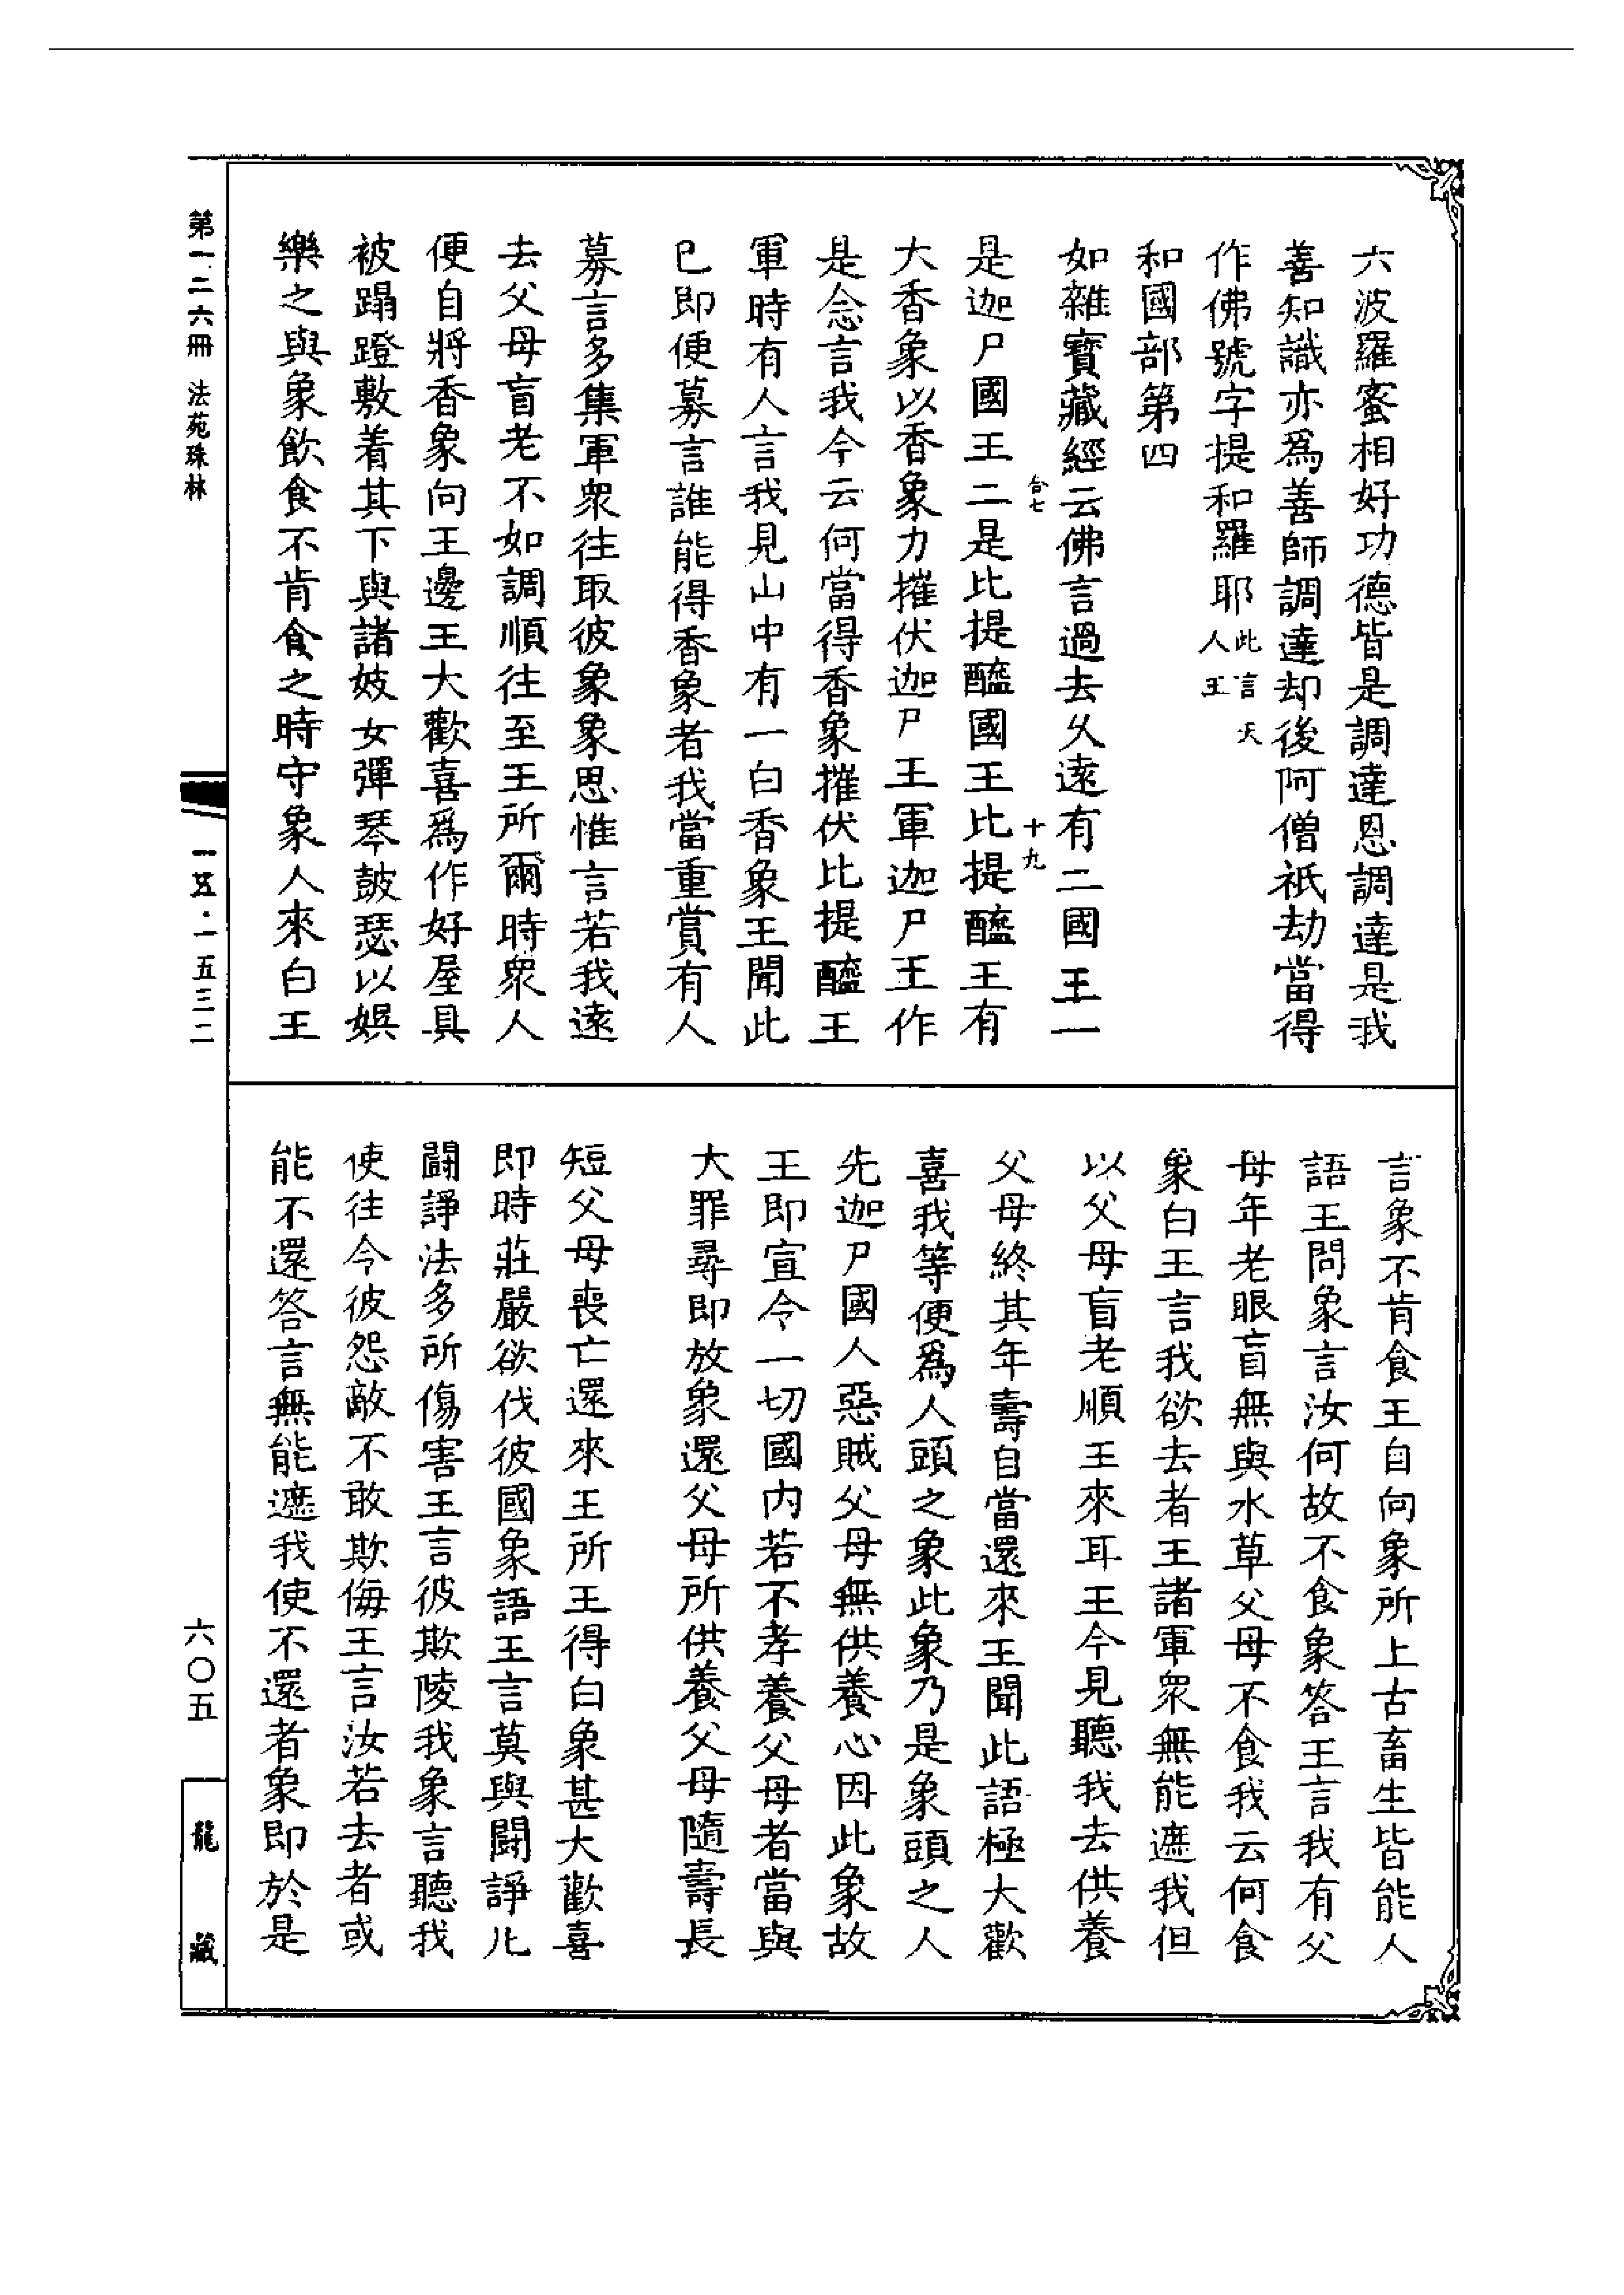 六波羅蜜相好功德皆是調達恩調達是我
善知識亦爲善師調達却後阿僧祇劫當得
作佛號字提和羅耶此言天人王
和國部第四
如雜寶藏經云佛言過去久遠有二國王一
合七
十九
是迦尸國王二是比提醯國王比提醯王有
大香象以香象力摧伏迦尸王軍迦尸王作
是念言我今云何當得香象摧伏比提醯王
軍時有人言我見山中有一白香象王聞此
已即便募言誰能得香象者我當重賞有人
募言多集軍衆往取彼象象思惟言若我遠
去父母盲老不如調順往至王所爾時衆人
便自將香象向王邊王大歡喜爲作好屋具
被蹋蹬敷着其下與諸妓女彈琴皷瑟以娛
樂之與象飲食不肯食之時守象人來白王
言象不肯食王自向象所上古畜生皆能人
語王問象言汝何故不食象答王言我有父
母年老眼盲無與水草父母不食我云何食
象白王言我欲去者王諸軍衆無能遮我但
以父母盲老順王來耳王今見聽我去供養
父母終其年壽自當還來王聞此語極大歡
喜我等便爲人頭之象此象乃是象頭之人
先迦尸國人惡賊父母無供養心因此象故
王即宣令一切國内若不孝養父母者當與
大罪尋即放象還父母所供養父母隨壽長
短父母喪亡還來王所王得白象甚大歡喜
即時莊嚴欲伐彼國象語王言莫與鬪諍凡
鬪諍法多所傷害王言彼欺陵我象言聽我
使往令彼怨敵不敢欺侮王言汝若去者或
能不還答言無能遮我使不還者象即於是
第一二六冊 法苑珠林
一五·一五三二
六〇五
龍藏